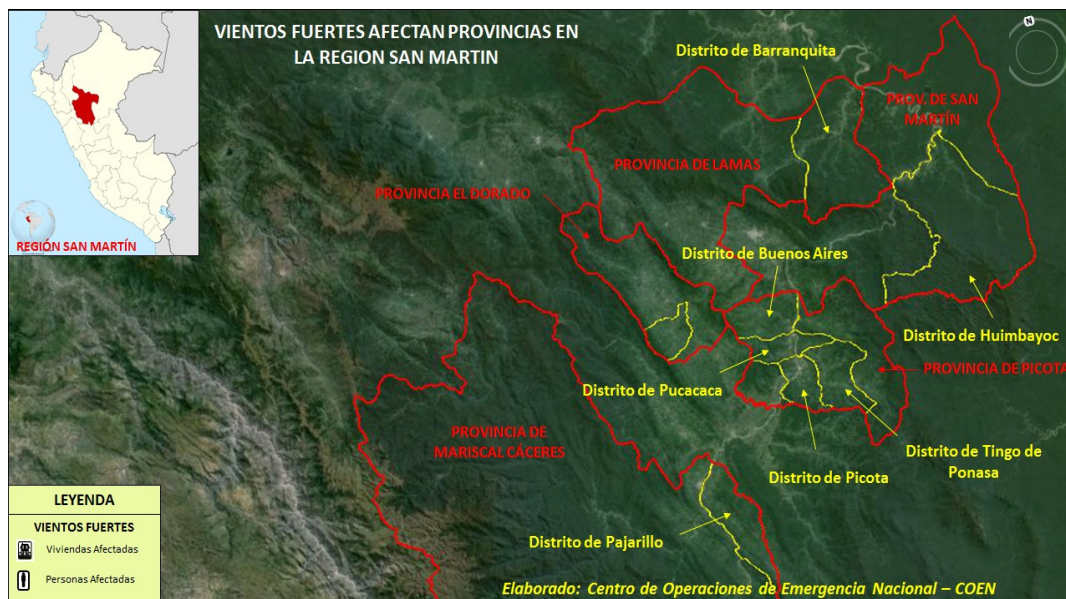 VIENTOS FUERTES AFECTAN PROVINCIAS EN
LA REGION SAN MARTIN
N
REGIÓN SAN MARTÍN
Distrito de Barranquita
PROV. DE SAN
MARTÍN
PROVINCIA DE LAMAS
PROVINCIA EL DORADO
Distrito de Buenos Aires
Distrito de Huimbayoc
PROVINCIA DE PICOTA
Distrito de Pucacaca
PROVINCIA DE
MARISCAL CÁCERES
Distrito de Tingo de
Ponasa
Distrito de Picota
Distrito de Pajarillo
LEYENDA
VIENTOS FUERTES
Viviendas Afectadas
Personas Afectadas
Elaborado: Centro de Operaciones de Emergencia Nacional – COEN